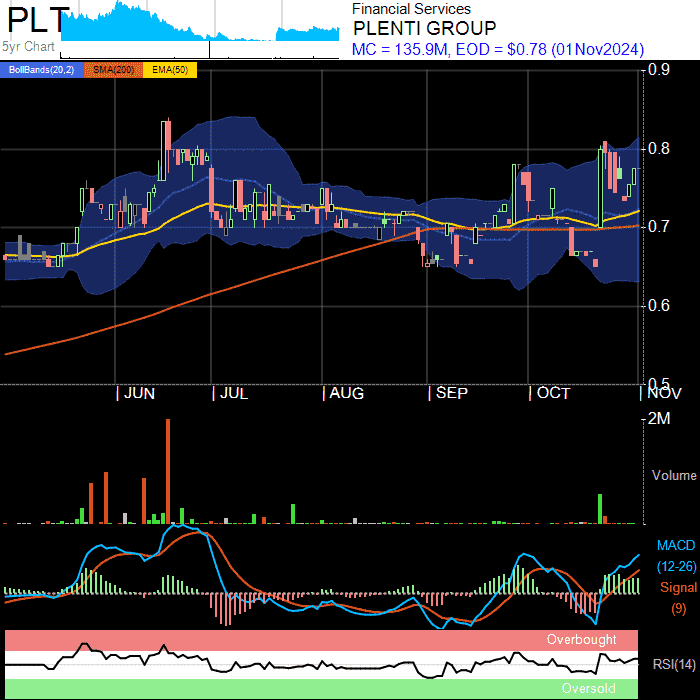 PLT
5yr Chart
Financial Services
PLENTI GROUP
MC = 135.9M, EOD = $0.78 (01Nov2024)
BollBands(20,2) SMA(200) EMA(50)
0.9
0.8
0.7
0.6
0.5
JUN JUL AUG SEP OCT NOV
2M
Volume
MACD
(12-26)
Signal
(9)
Overbought
RSI(14)
Oversold